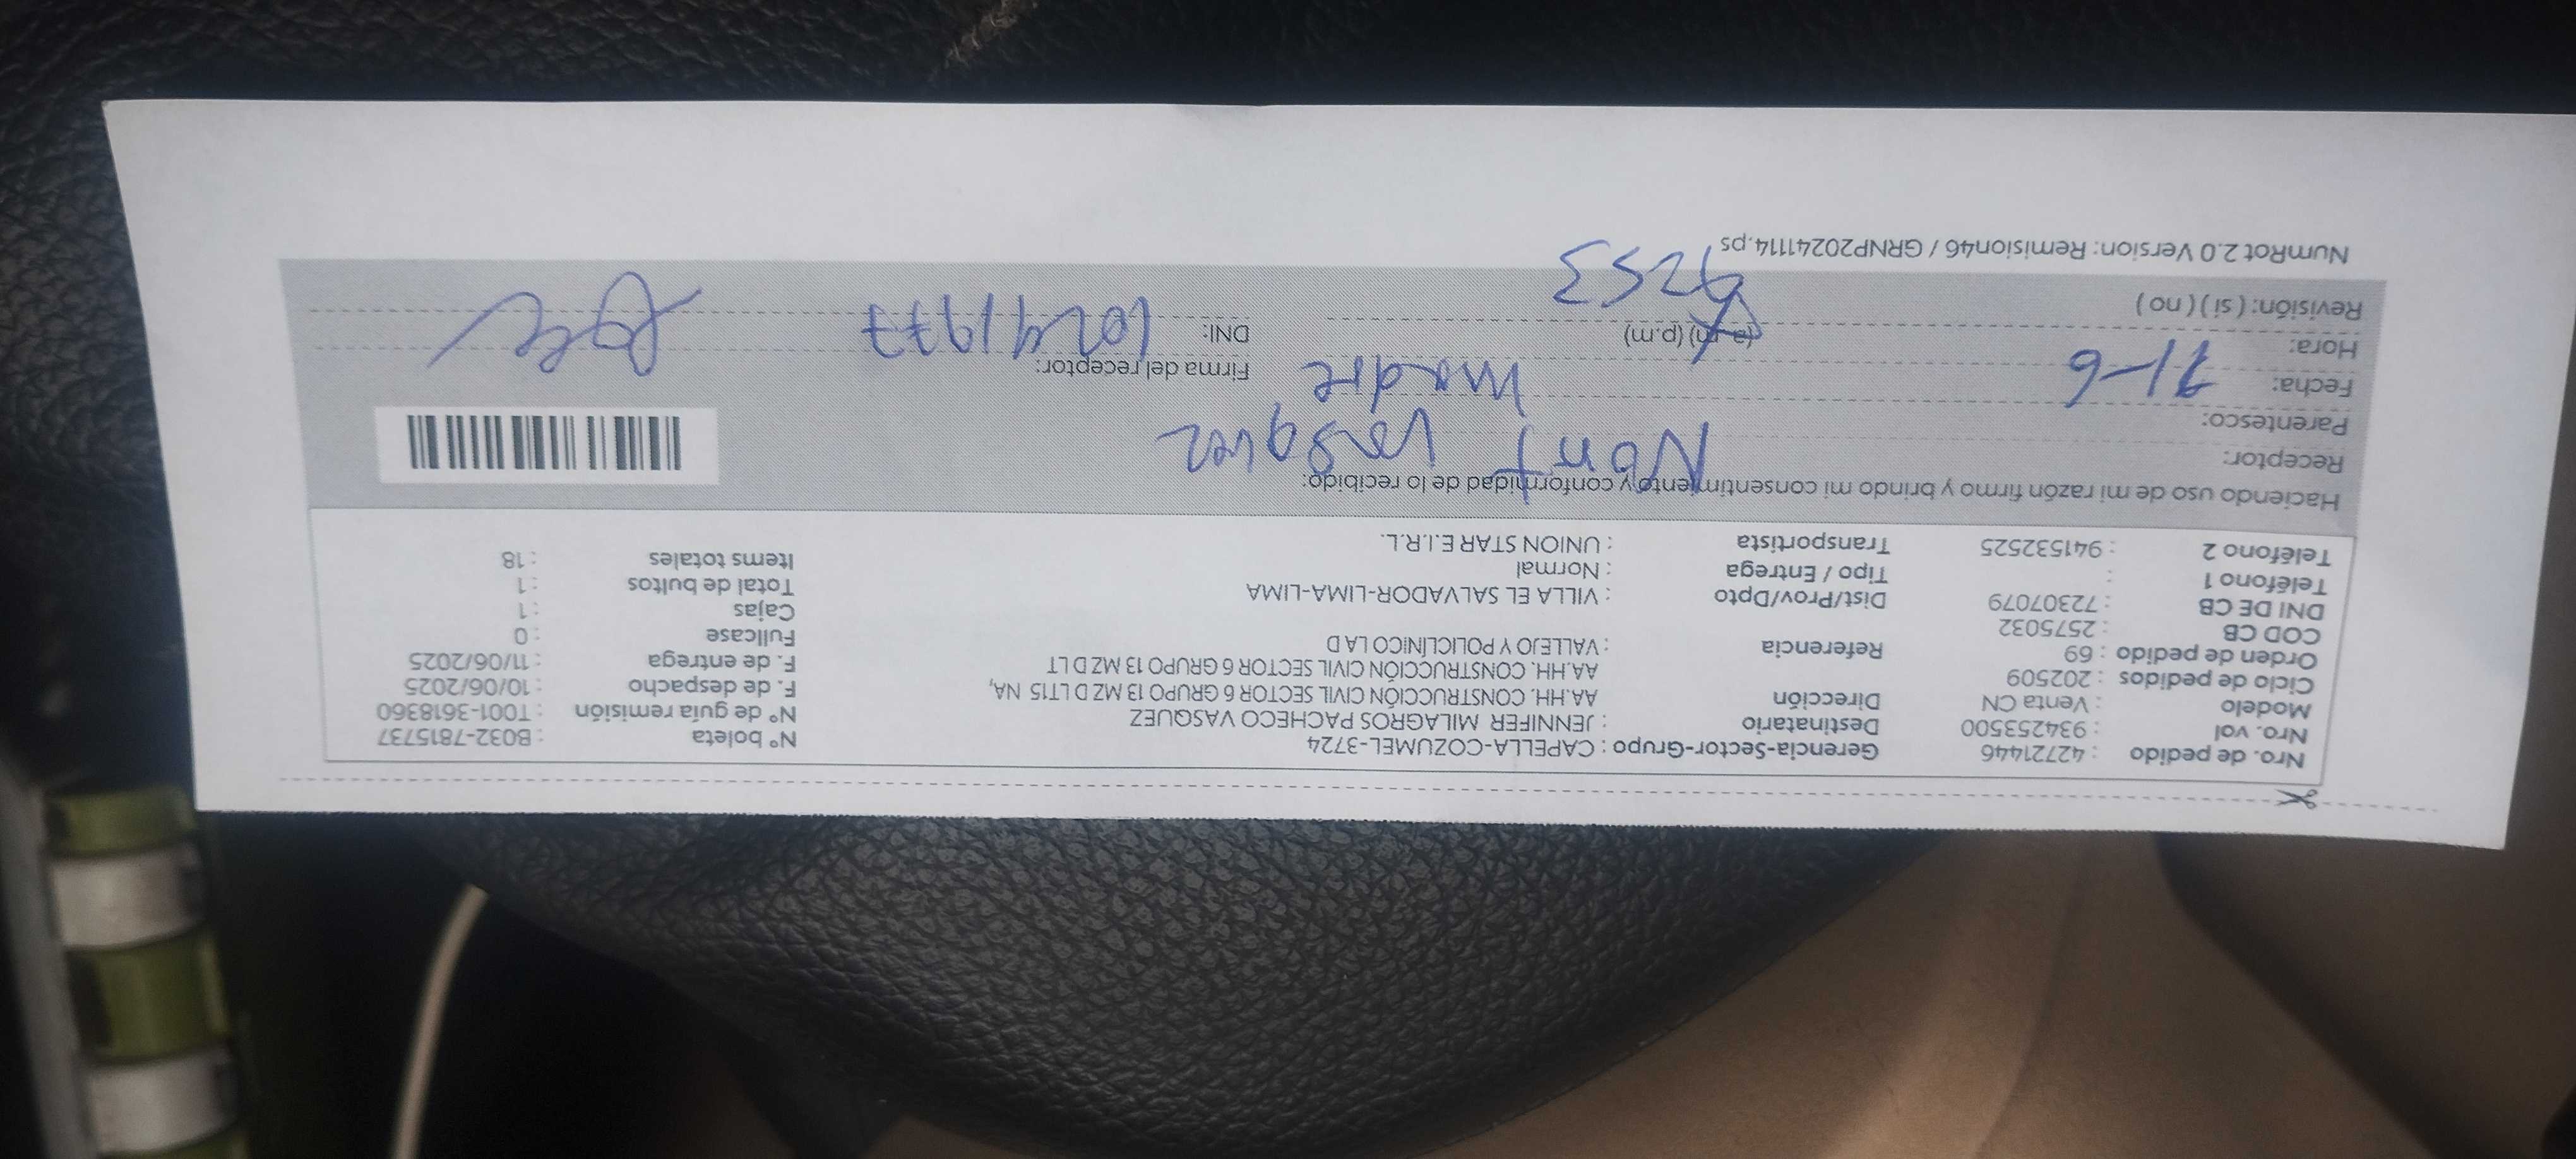 Nro. de pedido : 42721446 Gerencia-Sector-Grupo : CAPELLA-COZUMEL-3724 N° boleta : B032-7815737
Nro. vol : 934253500 Destinatario : JENNIFER MILAGROS PACHECO VASQUEZ N° de guía remisión : T001-3618360
Modelo : Venta CN Dirección AA.HH. CONSTRUCCIÓN CIVIL SECTOR 6 GRUPO 13 MZ D LT15 NA, F. de despacho : 10/06/2025
Ciclo de pedidos : 202509 AA.HH. CONSTRUCCIÓN CIVIL SECTOR 6 GRUPO 13 MZ D LT F. de entrega : 11/06/2025
Orden de pedido : 69 Referencia : VALLEJO Y POLICLÍNICO LA D Fullcase : 0
COD CB : 2575032 Cajas : 1
DNI DE CB : 72307079 Dist/Prov/Dpto : VILLA EL SALVADOR-LIMA-LIMA Total de bultos : 1
Teléfono 1 : Tipo / Entrega : Normal Items totales : 18
Teléfono 2 : 941532525 Transportista : UNION STAR E.I.R.L.
Haciendo uso de mi razón firmo y brindo mi consentimiento y conformidad de lo recibido:
Receptor: Vasquez
Parentesco: madre
Fecha: 11-6 Firma del receptor:
Hora: (a.m) (p.m) DNI:
Revisión: ( si ) ( no ) 9253
NumRot 2.0 Version: Remision46 / GRNP20241114.ps